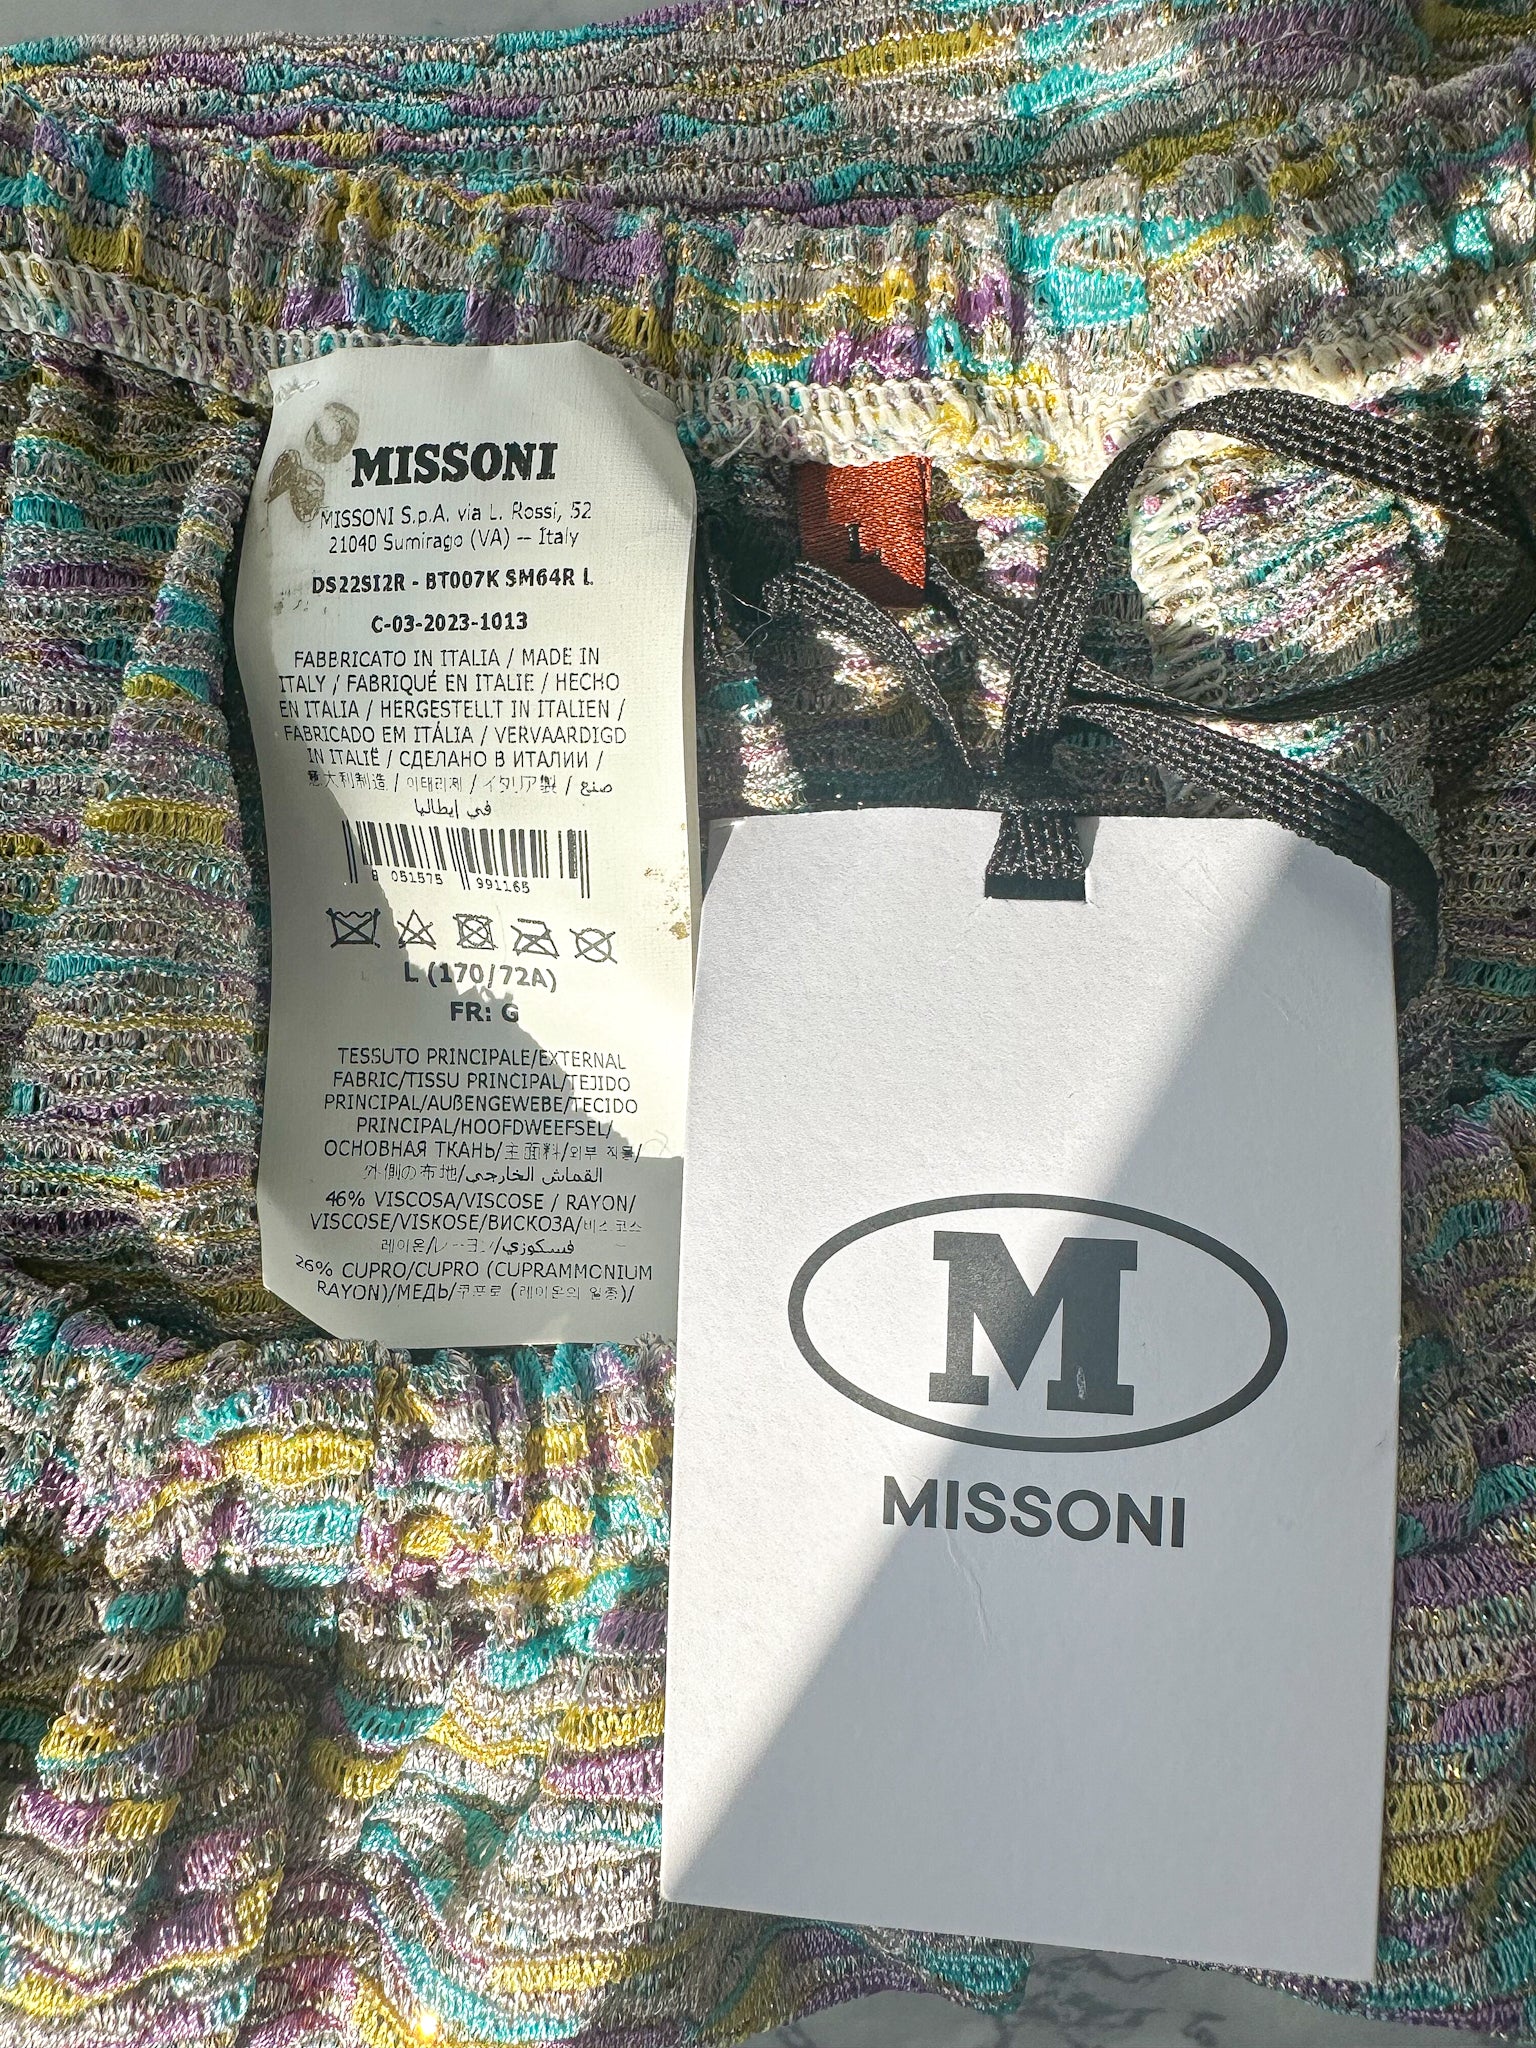 MISSONI
MISSONI S.p.A. via L. Rossi, 52
21040 Sumirago (VA) – Italy
DS22SI2R - BT007K SM64R L
C-03-2023-1013
FABBRICATO IN ITALIA / MADE IN
ITALY / FABRIQUÉ EN ITALIE / HECHO
EN ITALIA / HERGESTELLT IN ITALIEN /
FABRICADO EM ITÁLIA / VERVAARDIGD
IN ITALIË / СДЕЛАНО В ИТАЛИИ /
意大利制造 / 이태리제 / イタリア製 / صنع
في إيطاليا
8 051575 991165
L (170/72A)
FR: G
TESSUTO PRINCIPALE/EXTERNAL
FABRIC/TISSU PRINCIPAL/TEJIDO
PRINCIPAL/AUßENGEWEBE/TECIDO
PRINCIPAL/HOOFDWEEFSEL/
ОСНОВНАЯ ТКАНЬ/主面料/외부 직물/
外側の布地/القماش الخارجي
46% VISCOSA/VISCOSE / RAYON/
VISCOSE/VISKOSE/ВИСКОЗА/비스코스
레이온/レーヨン/فسكوزي
26% CUPRO/CUPRO (CUPRAMMONIUM
RAYON)/МЕДЬ/쿠프로 (레이온의 일종)/
L
M
MISSONI